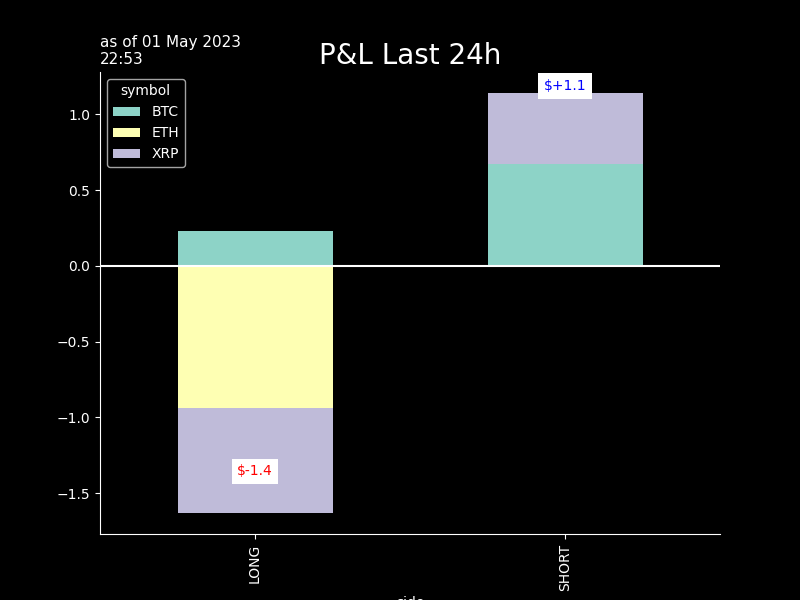 as of 01 May 2023
22:53
P&L Last 24h
symbol
BTC
ETH
XRP
$+1.1
1.0
0.5
0.0
−0.5
−1.0
−1.5
$-1.4
LONG
SHORT
side